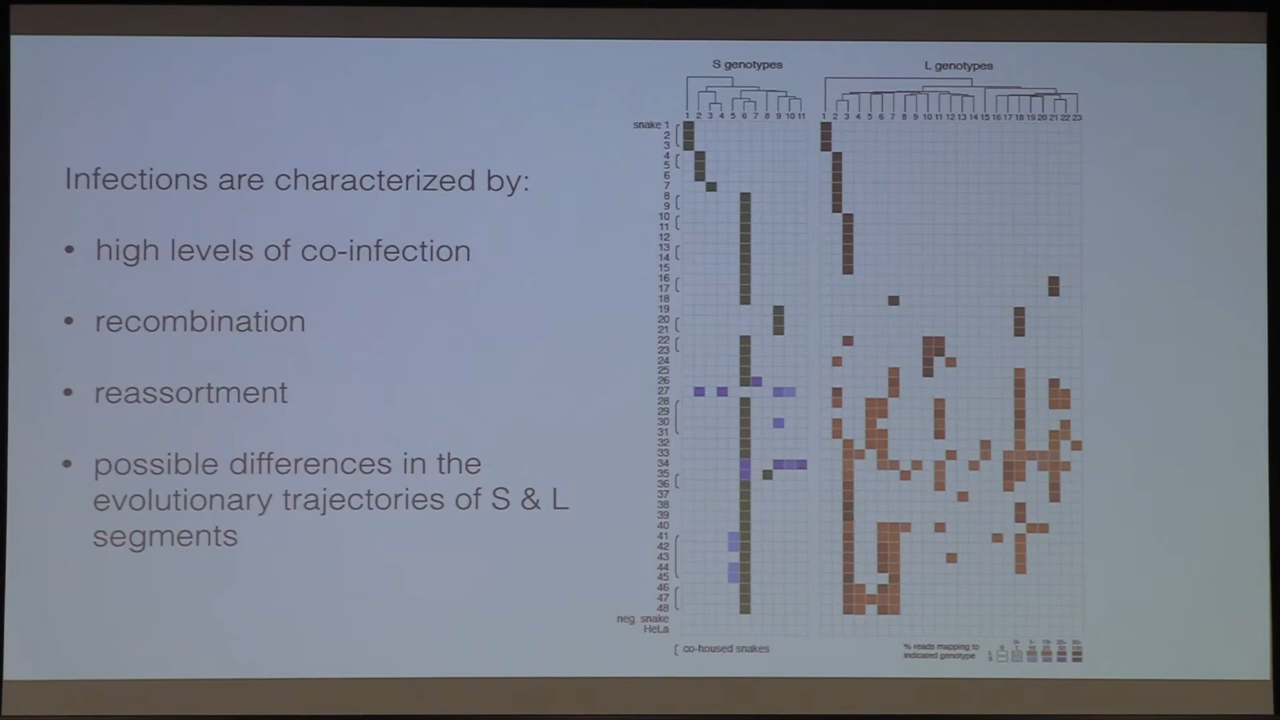 Infections are characterized by:
• high levels of co-infection
• recombination
• reassortment
• possible differences in the
evolutionary trajectories of S & L
segments
S genotypes
L genotypes
1 2 3 4 5 6 7 8 9 10 11
1 2 3 4 5 6 7 8 9 10 11 12 13 14 15 16 17 18 19 20 21 22 23
snake 1
2
3
4
5
6
7
8
9
10
11
12
13
14
15
16
17
18
19
20
21
22
23
24
25
26
27
28
29
30
31
32
33
34
35
36
37
38
39
40
41
42
43
44
45
46
47
48
neg. snake
HeLa
[ co-housed snakes
% reads mapping to
indicated genotype